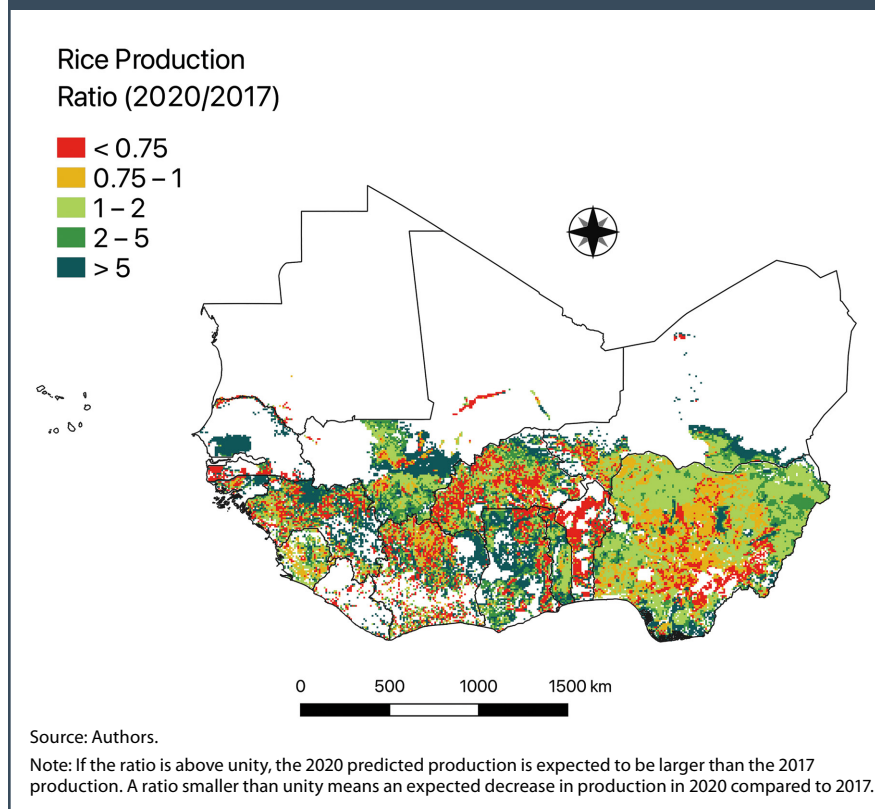 Rice Production
Ratio (2020/2017)
< 0.75
0.75 – 1
1 – 2
2 – 5
> 5
0 500 1000 1500 km
Source: Authors.
Note: If the ratio is above unity, the 2020 predicted production is expected to be larger than the 2017
production. A ratio smaller than unity means an expected decrease in production in 2020 compared to 2017.